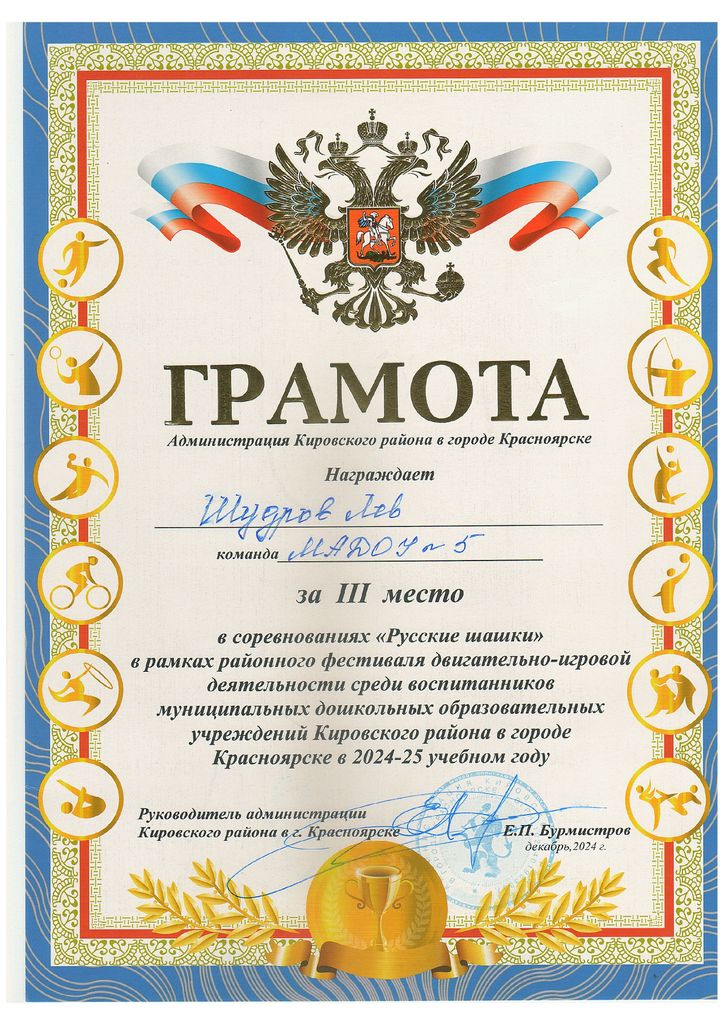 ГРАМОТА
Администрация Кировского района в городе Красноярске
Награждает
Шудров Лев
команда МАДОУ № 5
за III место
в соревнованиях «Русские шашки»
в рамках районного фестиваля двигательно-игровой
деятельности среди воспитанников
муниципальных дошкольных образовательных
учреждений Кировского района в городе
Красноярске в 2024-25 учебном году
Руководитель администрации
Кировского района в г. Красноярске
Е.П. Бурмистров
декабрь,2024 г.